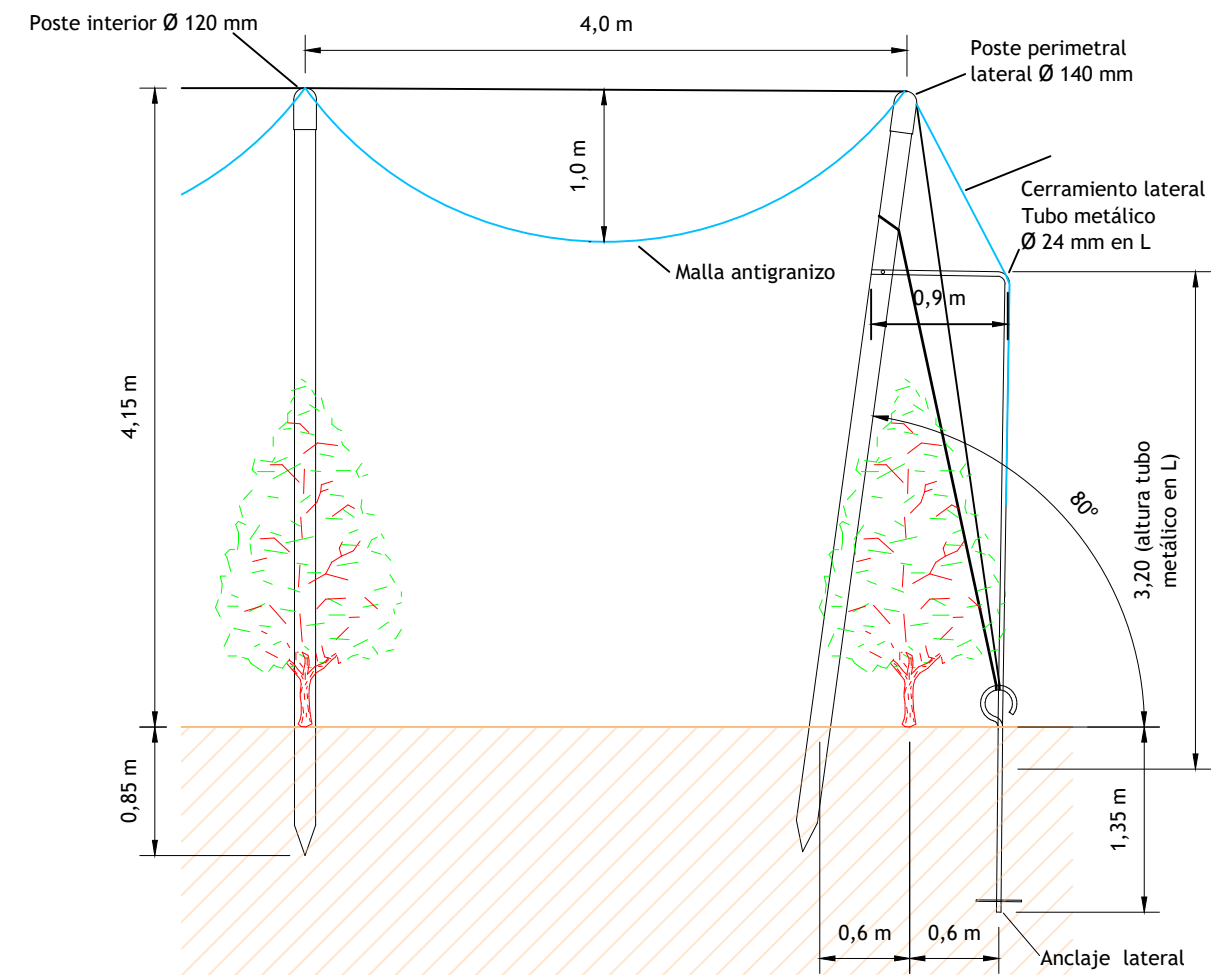 Poste interior Ø 120 mm
4,0 m
Poste perimetral
lateral Ø 140 mm
1,0 m
Cerramiento lateral
Tubo metálico
Ø 24 mm en L
Malla antigranizo
0,9 m
4,15 m
80º
3,20 (altura tubo
metálico en L)
0,85 m
1,35 m
0,6 m
0,6 m
Anclaje lateral